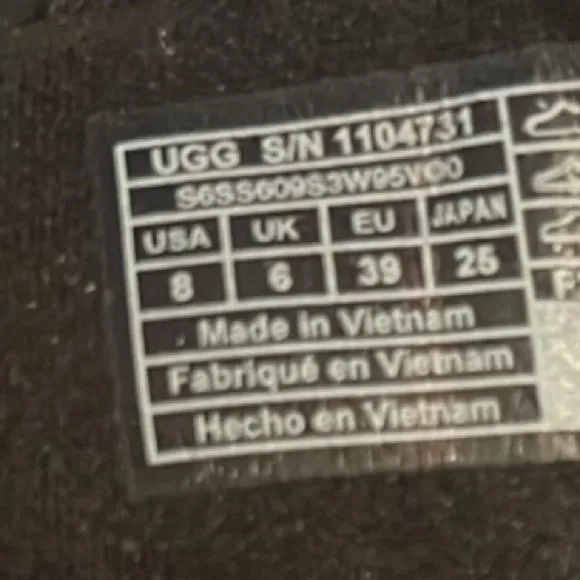 UGG S/N 1104731
USA UK EU JAPAN
8 6 39 25
Made in Vietnam
Fabriqué en Vietnam
Hecho en Vietnam